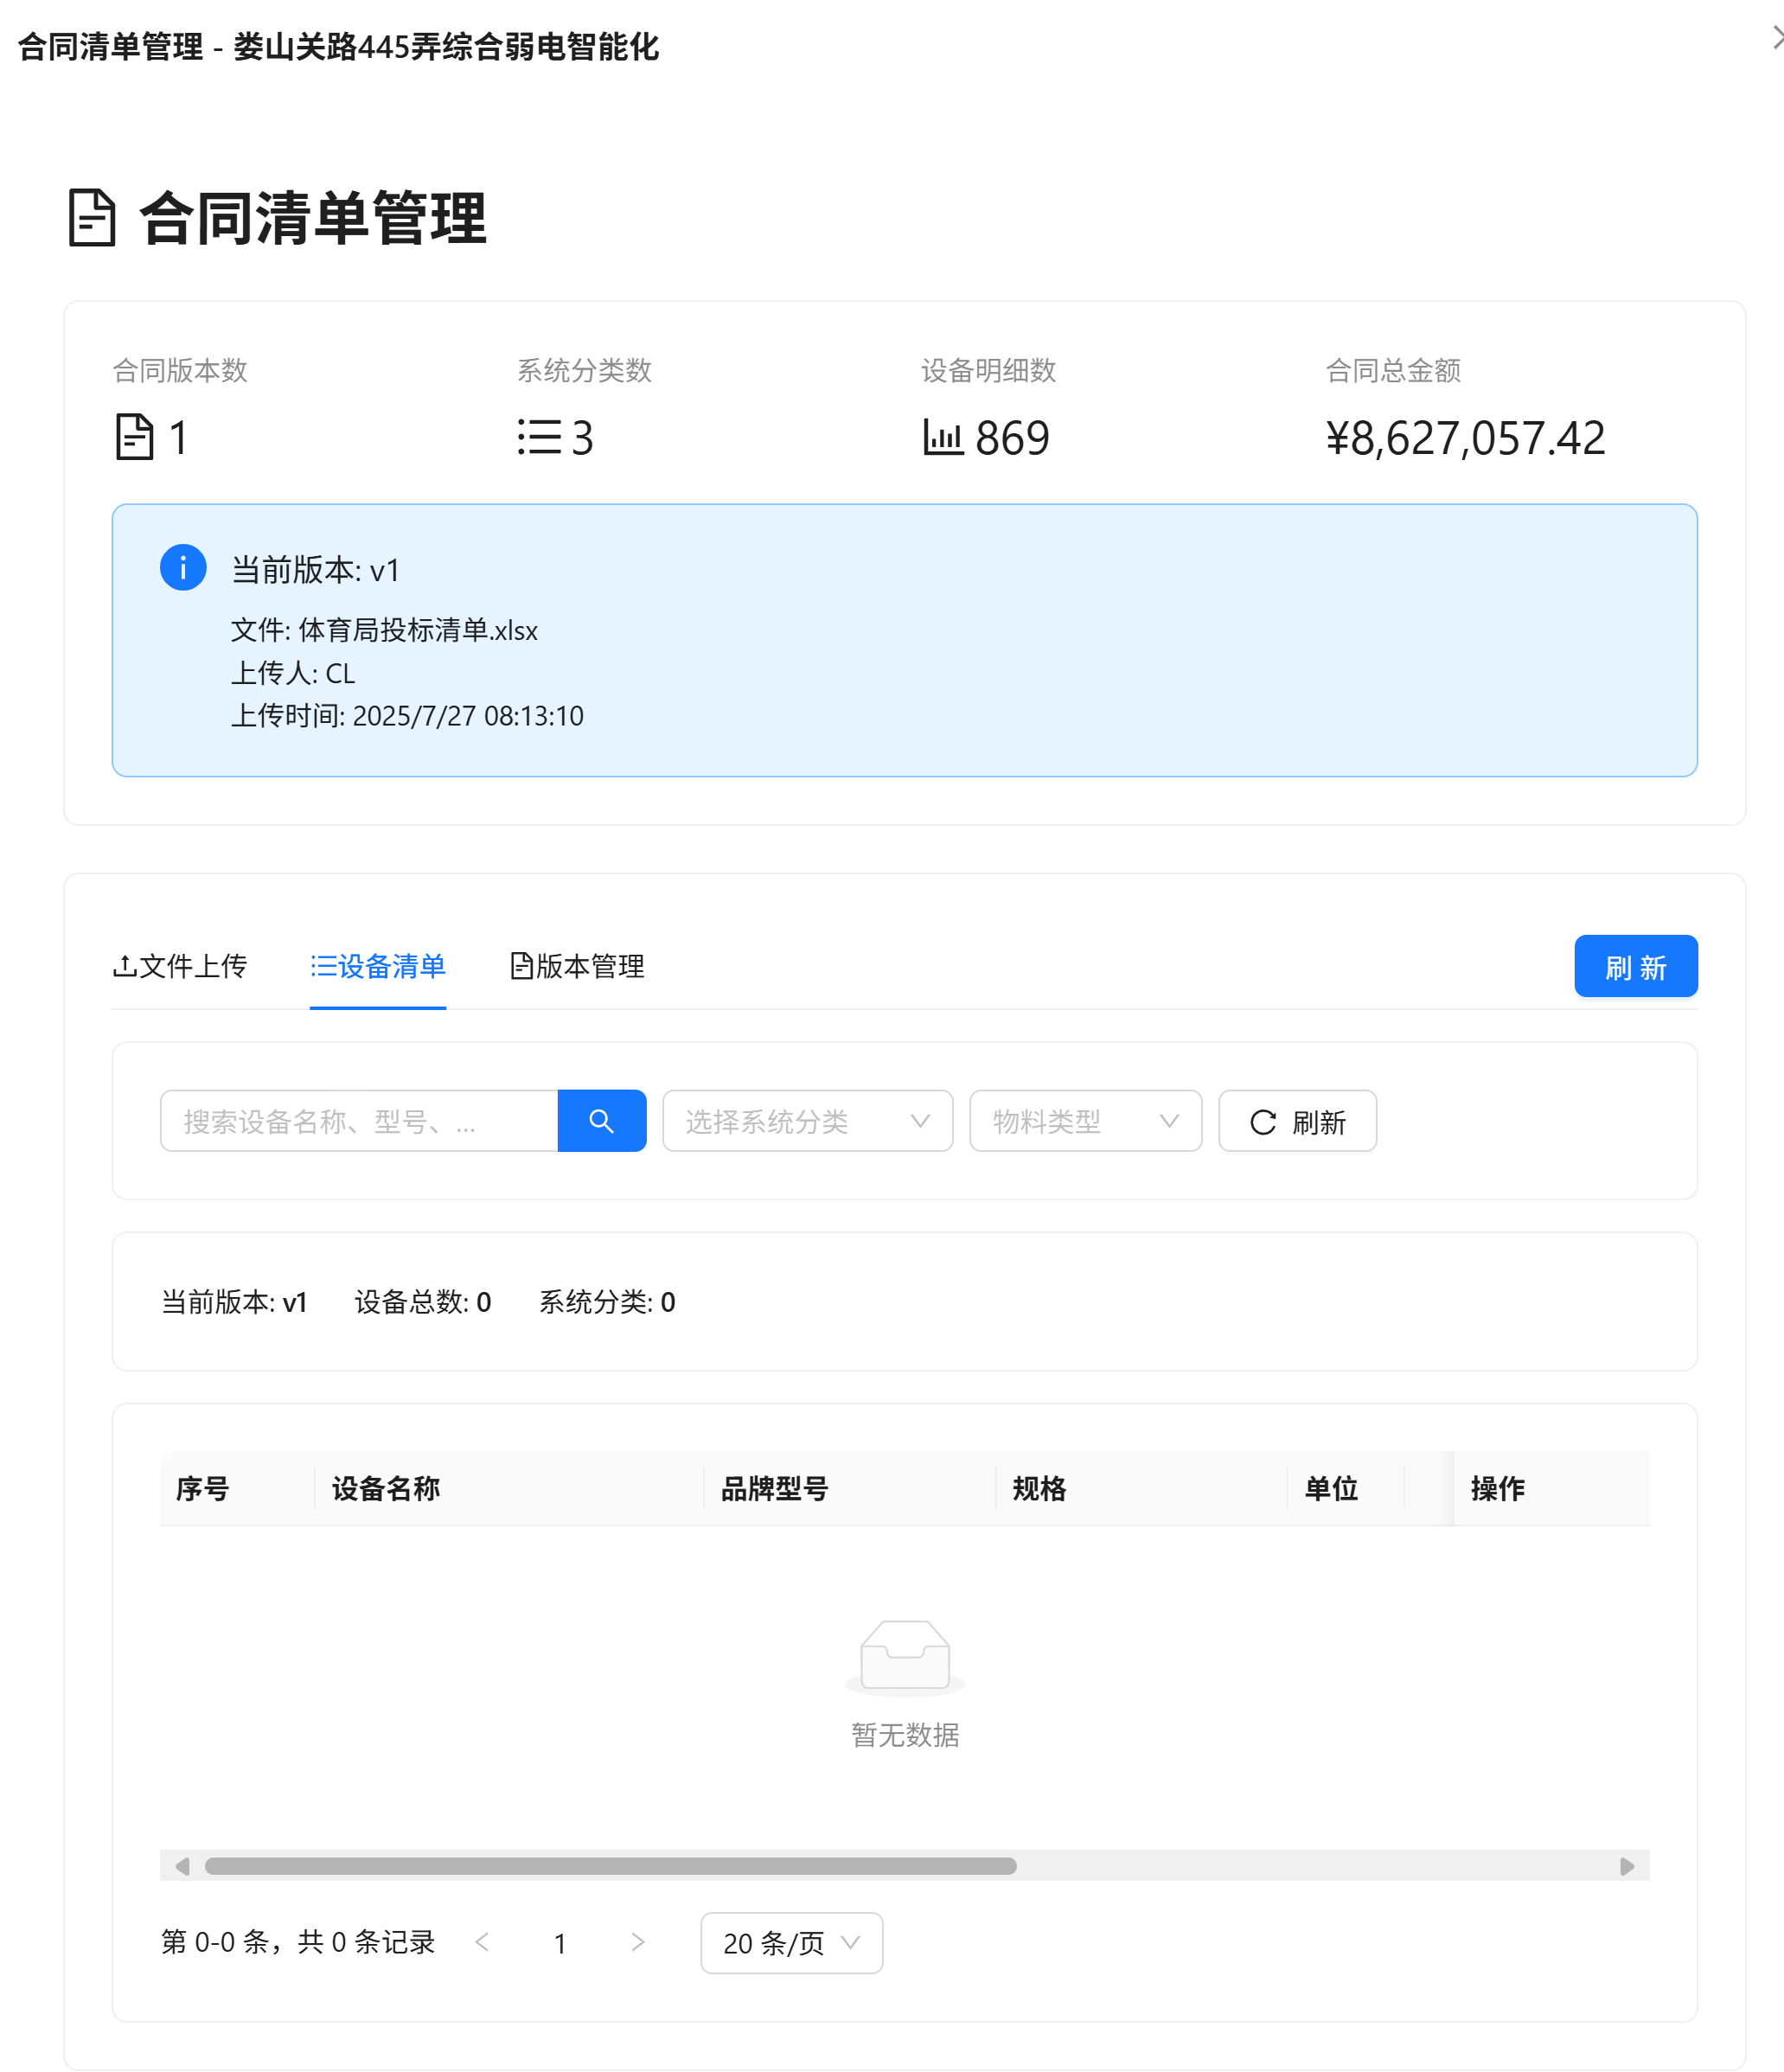 合同清单管理 - 娄山关路445弄综合弱电智能化
合同清单管理
合同版本数
1
系统分类数
3
设备明细数
869
合同总金额
¥8,627,057.42
当前版本: v1
文件: 体育局投标清单.xlsx
上传人: CL
上传时间: 2025/7/27 08:13:10
文件上传
设备清单
版本管理
刷 新
搜索设备名称、型号、...
选择系统分类
物料类型
刷新
当前版本: v1
设备总数: 0
系统分类: 0
序号
设备名称
品牌型号
规格
单位
操作
暂无数据
第 0-0 条，共 0 条记录
1
20 条/页